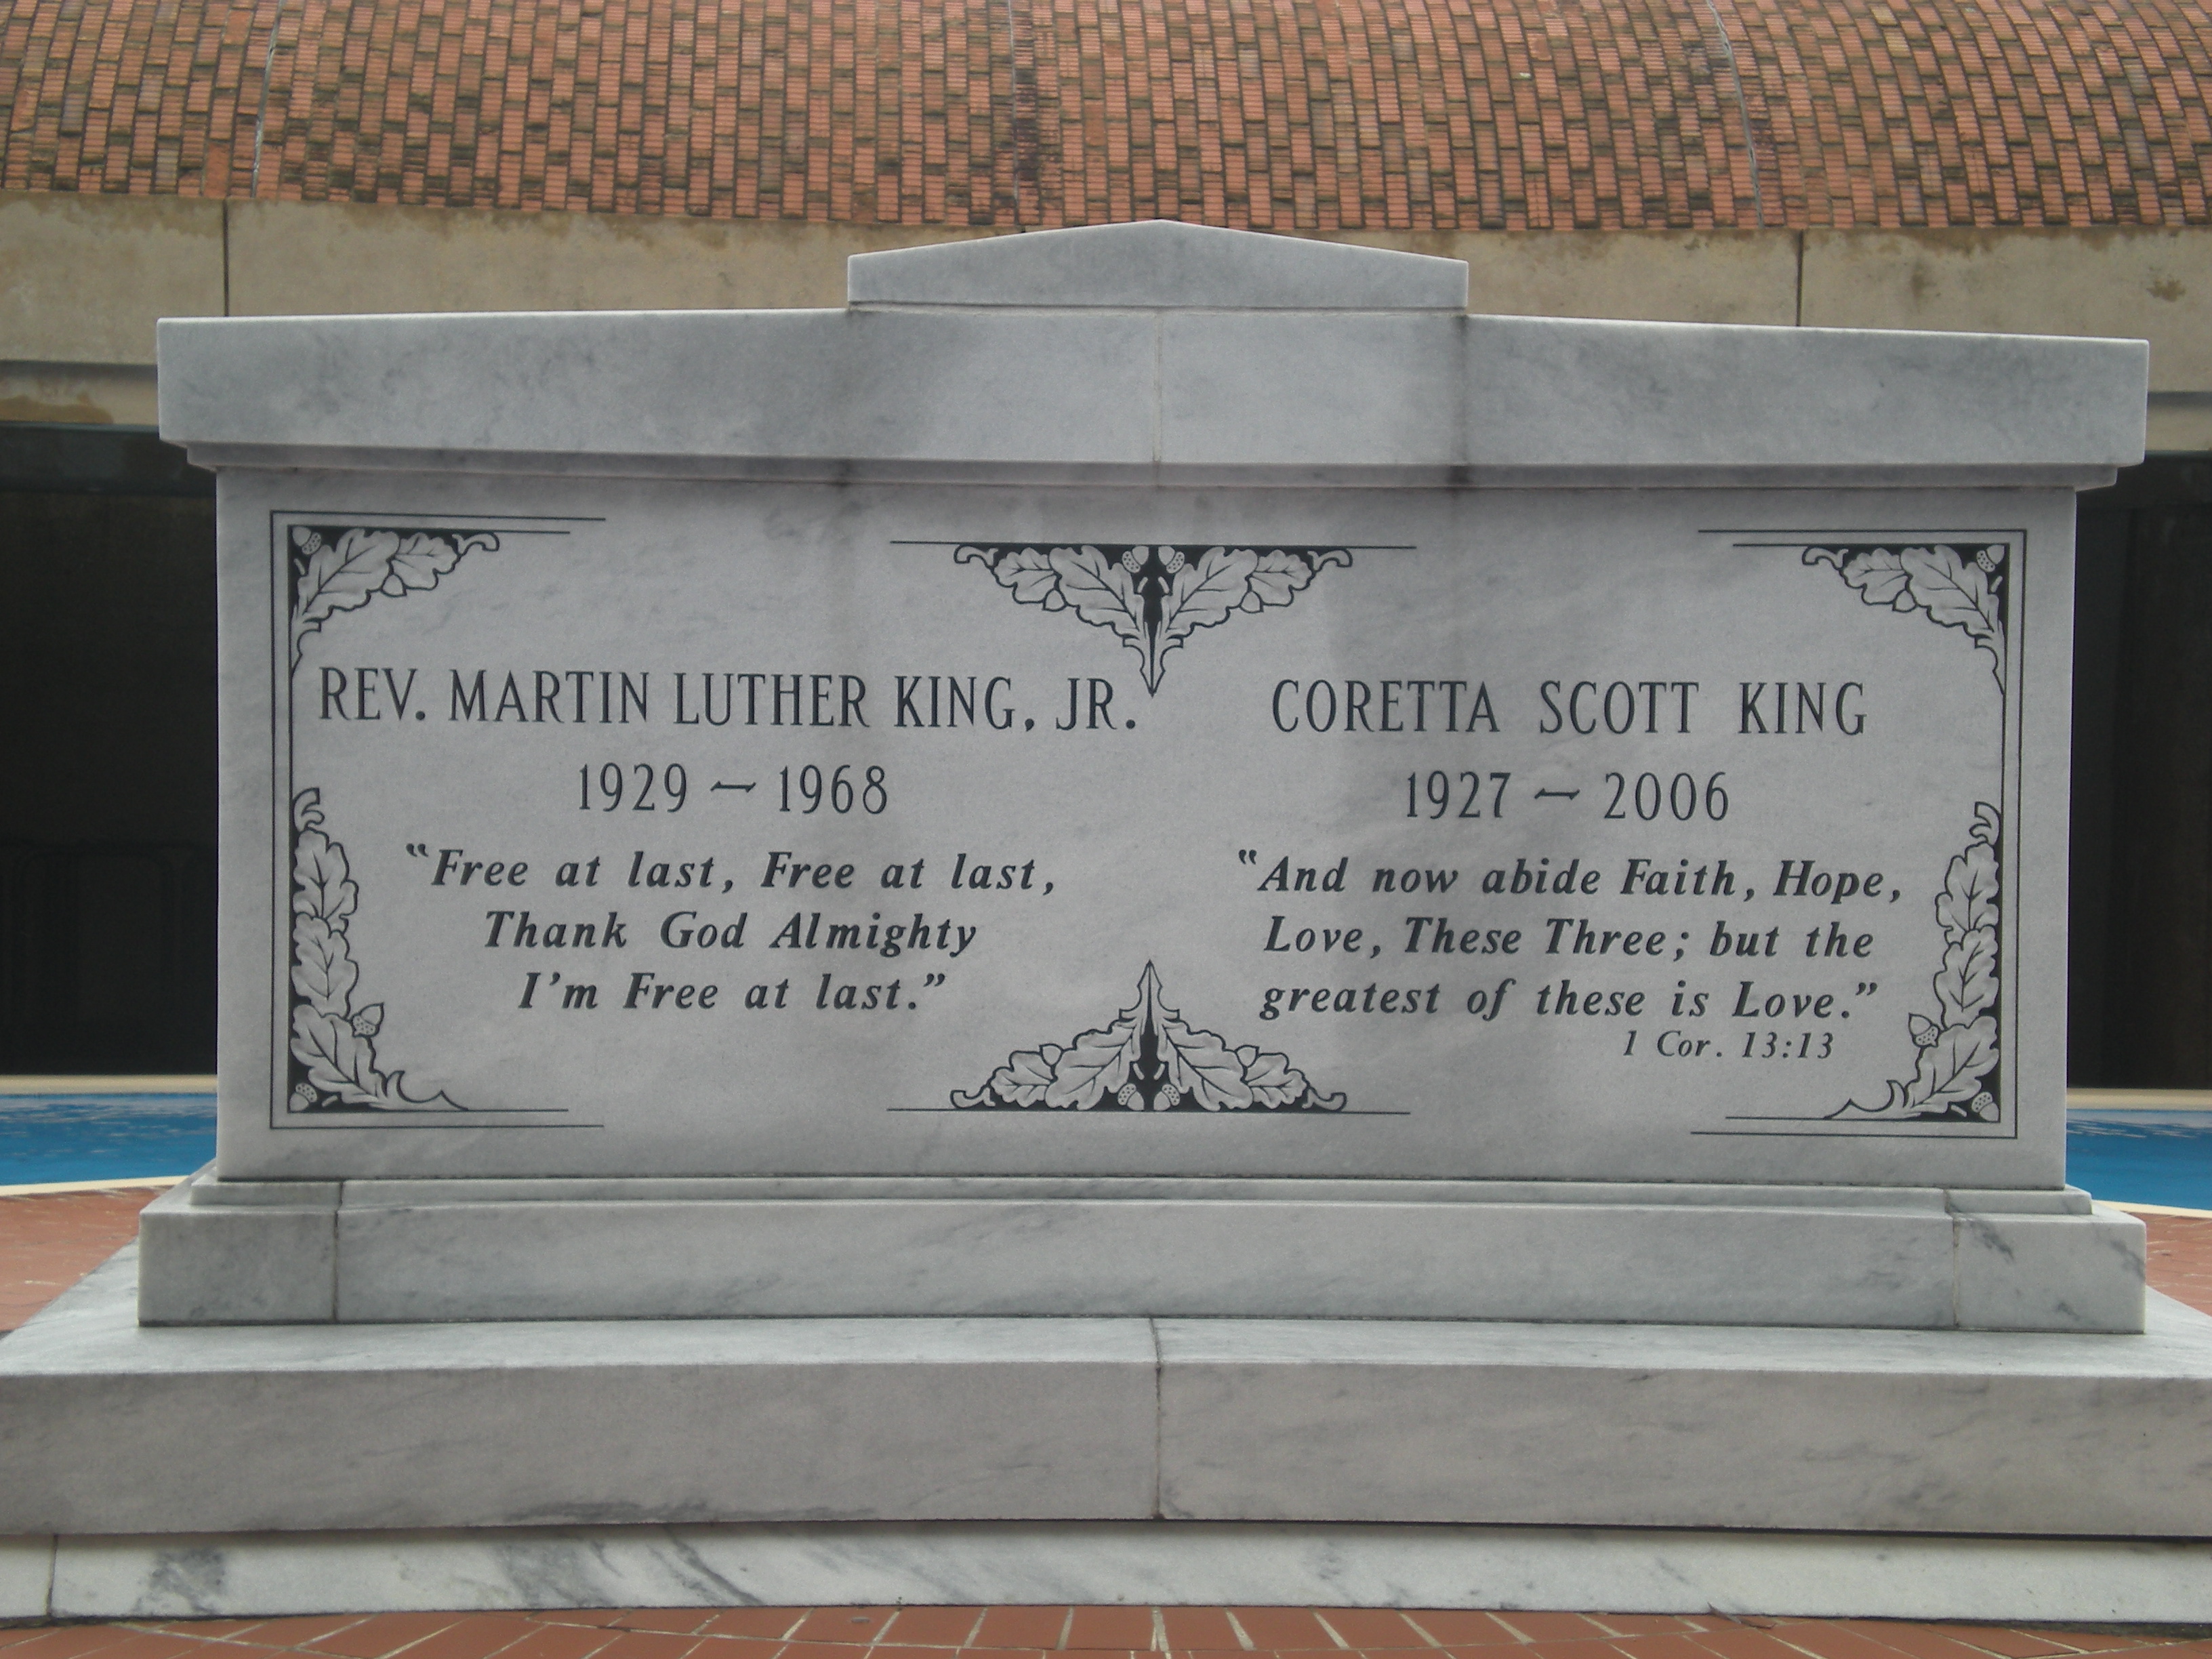 REV. MARTIN LUTHER KING, JR.
1929 ~ 1968
"Free at last, Free at last,
Thank God Almighty
I'm Free at last."
CORETTA SCOTT KING
1927 ~ 2006
"And now abide Faith, Hope,
Love, These Three; but the
greatest of these is Love."
1 Cor. 13:13